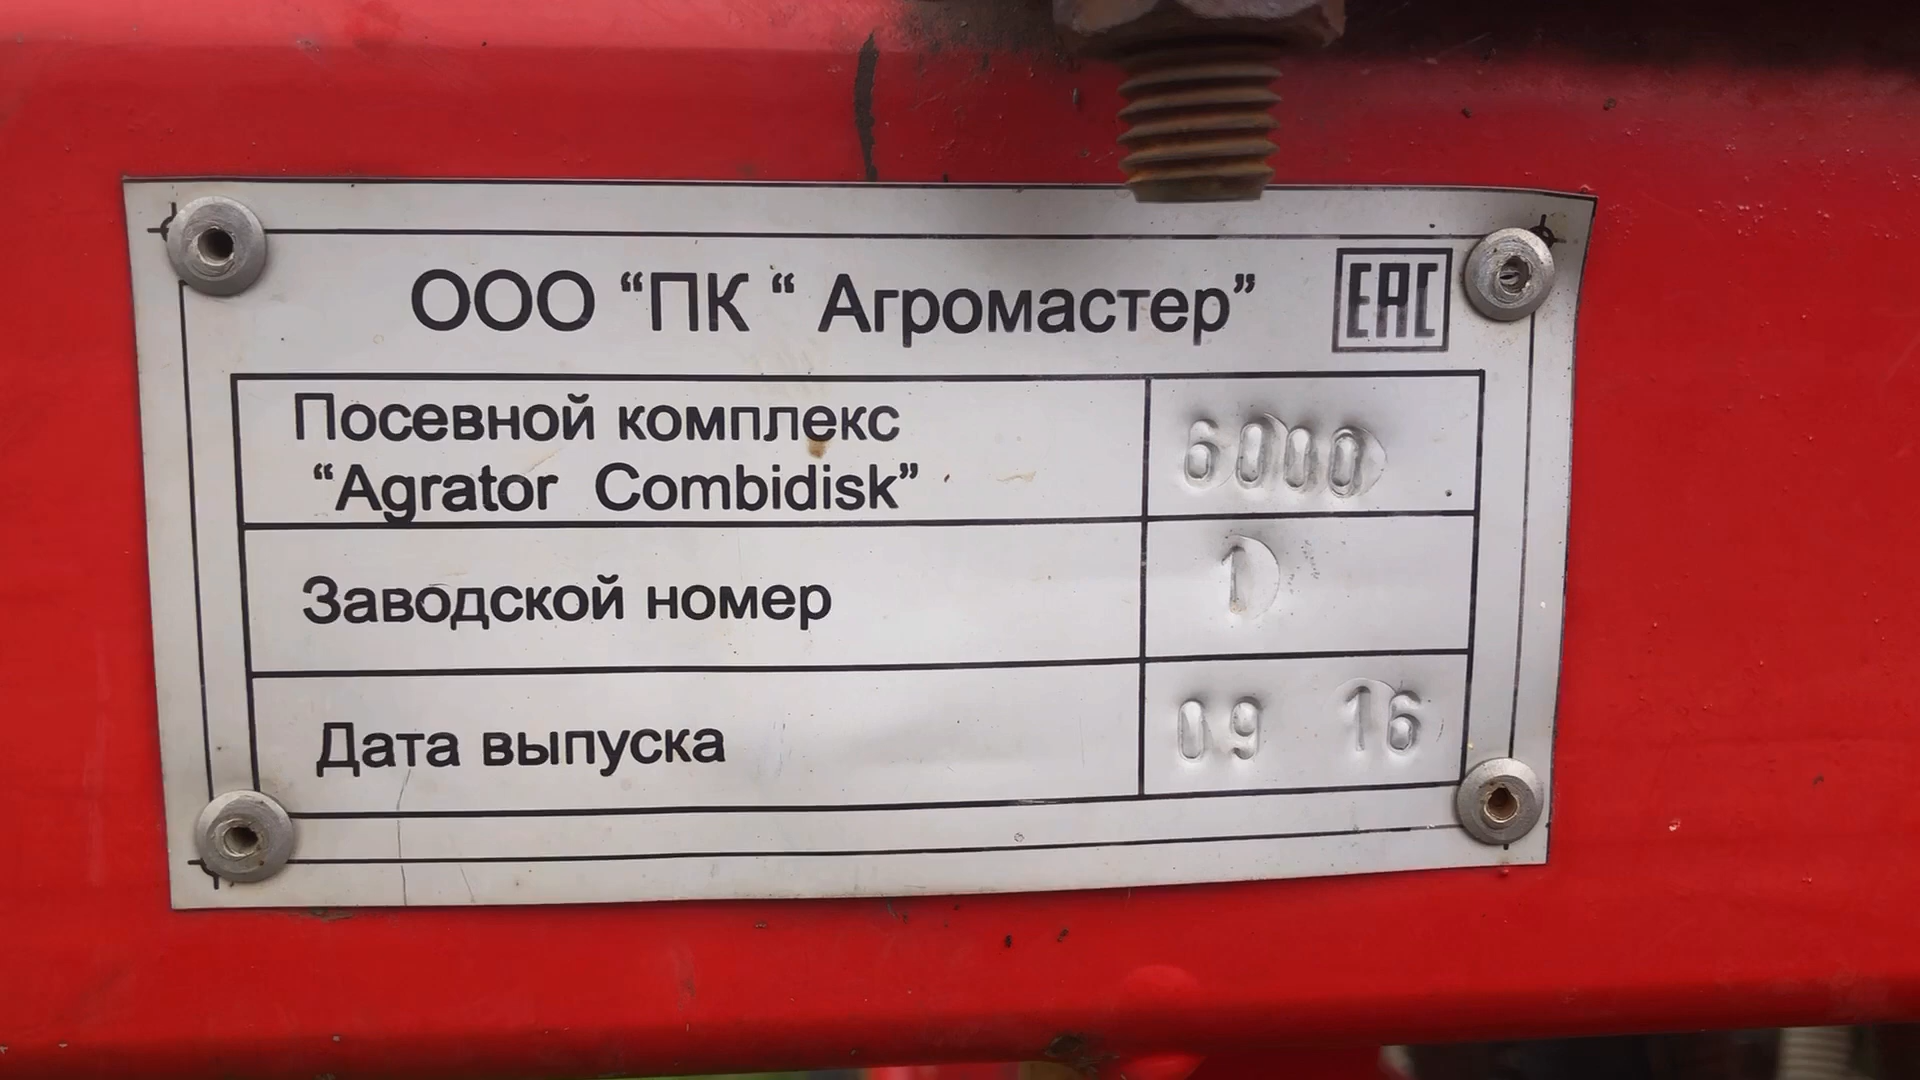 ООО “ПК “ Агромастер” EAC
Посевной комплекс
“Agrator Combidisk” 6000
Заводской номер 1
Дата выпуска 09 16